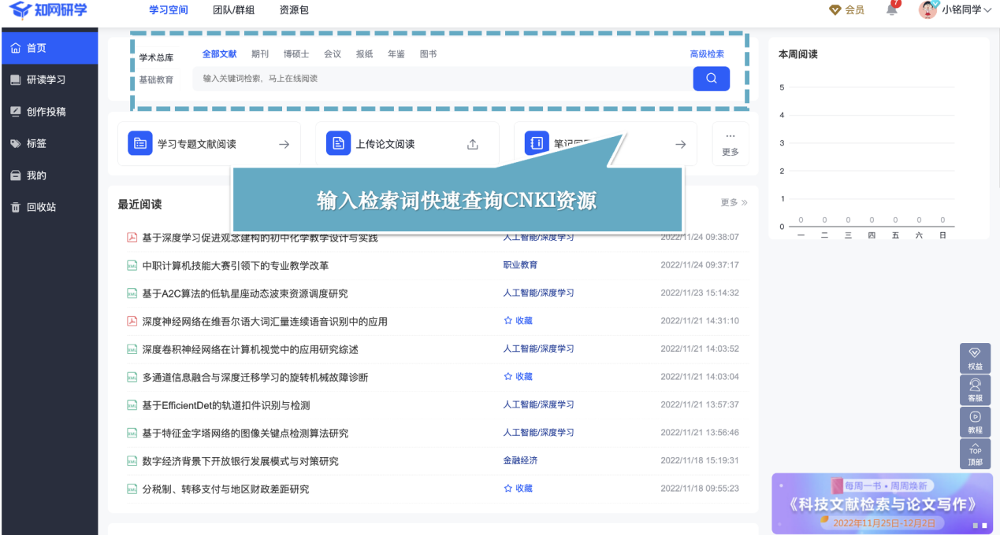 知网研学 学习空间 团队/群组 资源包 会员 7 小铭同学
首页
研读学习
创作投稿
标签
我的
回收站
学术总库 全部文献 期刊 博硕士 会议 报纸 年鉴 图书 高级检索
基础教育 输入关键词检索，马上在线阅读
学习专题文献阅读 上传论文阅读 笔记 ... 更多
输入检索词快速查询CNKI资源
最近阅读 更多
基于深度学习促进观念建构的初中化学教学设计与实践 人工智能/深度学习 2022/11/24 09:38:07
中职计算机技能大赛引领下的专业教学改革 职业教育 2022/11/24 09:37:17
基于A2C算法的低轨星座动态波束资源调度研究 人工智能/深度学习 2022/11/23 15:14:32
深度神经网络在维吾尔语大词汇量连续语音识别中的应用 收藏 2022/11/21 14:31:10
深度卷积神经网络在计算机视觉中的应用研究综述 人工智能/深度学习 2022/11/21 14:03:52
多通道信息融合与深度迁移学习的旋转机械故障诊断 收藏 2022/11/21 14:03:04
基于EfficientDet的轨道扣件识别与检测 人工智能/深度学习 2022/11/21 13:57:37
基于特征金字塔网络的图像关键点检测算法研究 人工智能/深度学习 2022/11/21 13:56:46
数字经济背景下开放银行发展模式与对策研究 金融经济 2022/11/18 15:19:31
分税制、转移支付与地区财政差距研究 收藏 2022/11/18 09:55:23
本周阅读
5
4
3
2
1
0 0 0 0 0 0 0
0
一 二 三 四 五 六 日
权益
客服
教程
TOP
顶部
每周一书·周周焕新
《科技文献检索与论文写作》
2022年11月25日-12月2日